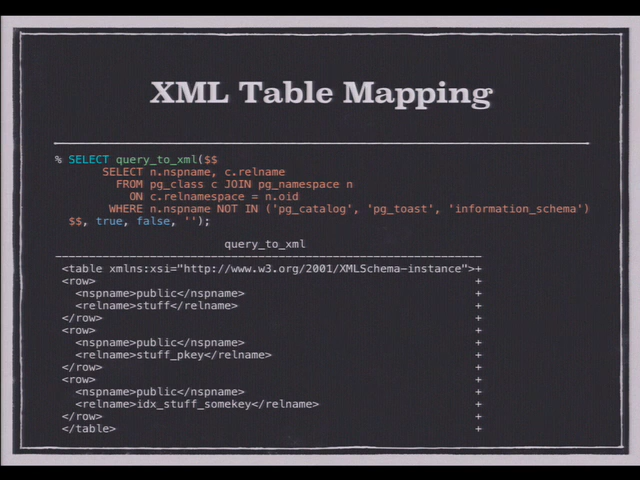 XML Table Mapping
% SELECT query_to_xml($$
SELECT n.nspname, c.relname
FROM pg_class c JOIN pg_namespace n
ON c.relnamespace = n.oid
WHERE n.nspname NOT IN ('pg_catalog', 'pg_toast', 'information_schema')
$$, true, false, '');
query_to_xml
----------------------------------------------------------------
<table xmlns:xsi="http://www.w3.org/2001/XMLSchema-instance">+
<row> +
<nspname>public</nspname> +
<relname>stuff</relname> +
</row> +
<row> +
<nspname>public</nspname> +
<relname>stuff_pkey</relname> +
</row> +
<row> +
<nspname>public</nspname> +
<relname>idx_stuff_somekey</relname> +
</row> +
</table> +